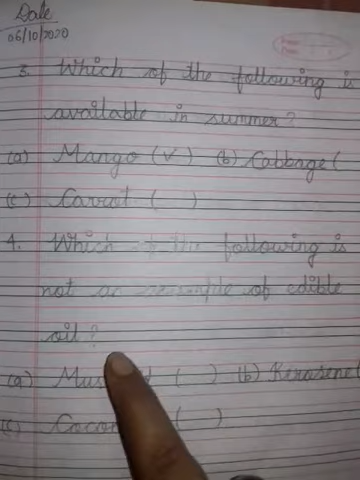 Date
06/10/2020
3. Which of the following is
available in summer?
(a) Mango (✓) (b) Cabbage (
(c) Carrot ( )
4. Which of the following is
not an example of edible
oil?
(a) ( ) (b) Kerosene (
(c) ( )